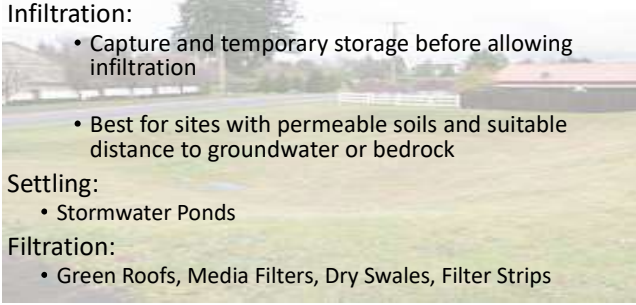 Infiltration:
• Capture and temporary storage before allowing
infiltration
• Best for sites with permeable soils and suitable
distance to groundwater or bedrock
Settling:
• Stormwater Ponds
Filtration:
• Green Roofs, Media Filters, Dry Swales, Filter Strips